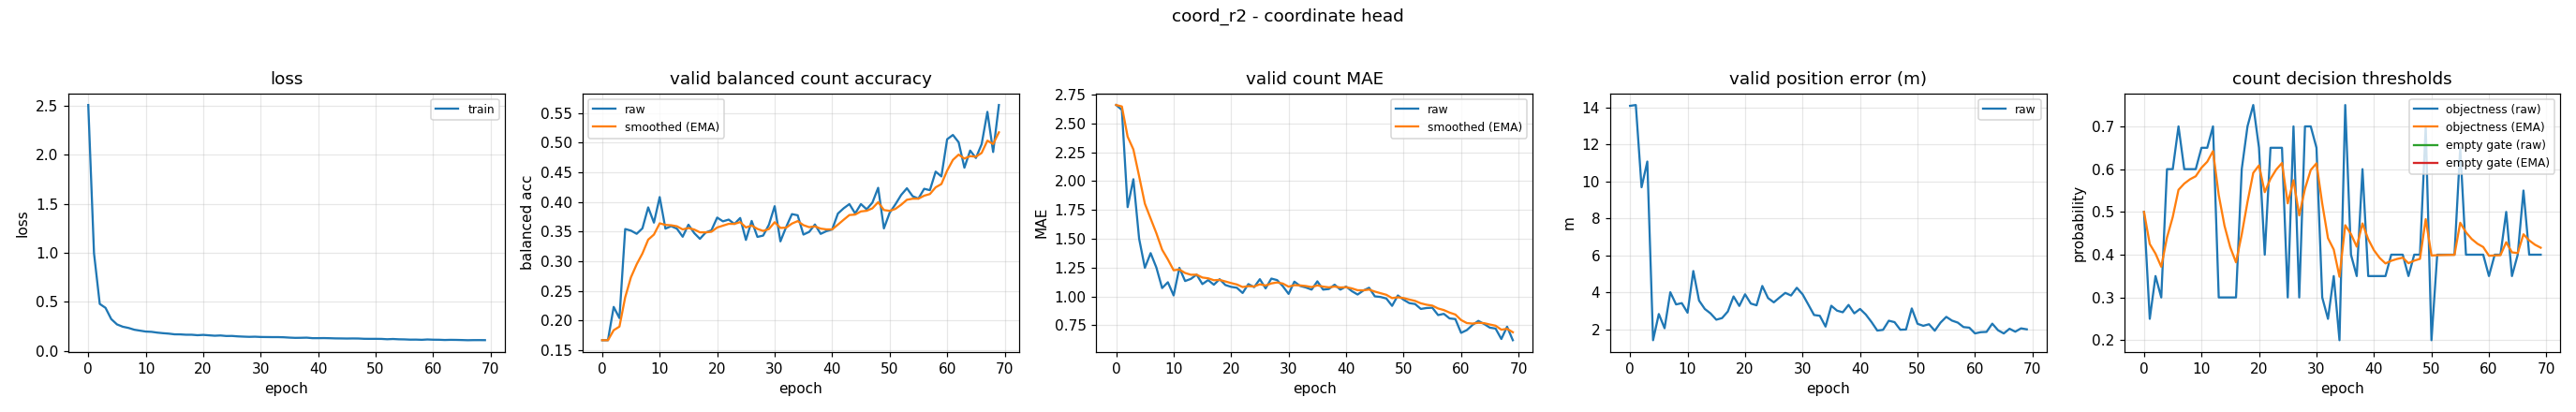 coord_r2 - coordinate head
loss
loss
2.5
2.0
1.5
1.0
0.5
0.0
0 10 20 30 40 50 60 70
epoch
train
valid balanced count accuracy
balanced acc
0.55
0.50
0.45
0.40
0.35
0.30
0.25
0.20
0.15
0 10 20 30 40 50 60 70
epoch
raw
smoothed (EMA)
valid count MAE
MAE
2.75
2.50
2.25
2.00
1.75
1.50
1.25
1.00
0.75
0 10 20 30 40 50 60 70
epoch
raw
smoothed (EMA)
valid position error (m)
m
14
12
10
8
6
4
2
0 10 20 30 40 50 60 70
epoch
raw
count decision thresholds
probability
0.7
0.6
0.5
0.4
0.3
0.2
0 10 20 30 40 50 60 70
epoch
objectness (raw)
objectness (EMA)
empty gate (raw)
empty gate (EMA)